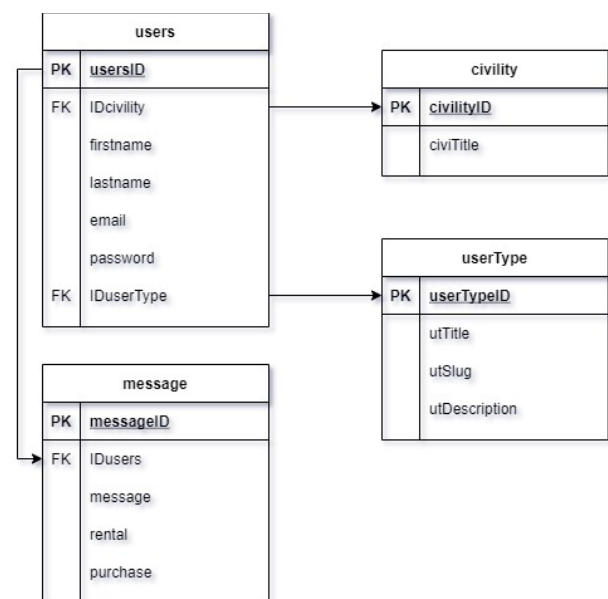 users
PK usersID
FK IDcivility
firstname
lastname
email
password
FK IDuserType
civility
PK civilityID
civiTitle
userType
PK userTypeID
utTitle
utSlug
utDescription
message
PK messageID
FK IDusers
message
rental
purchase